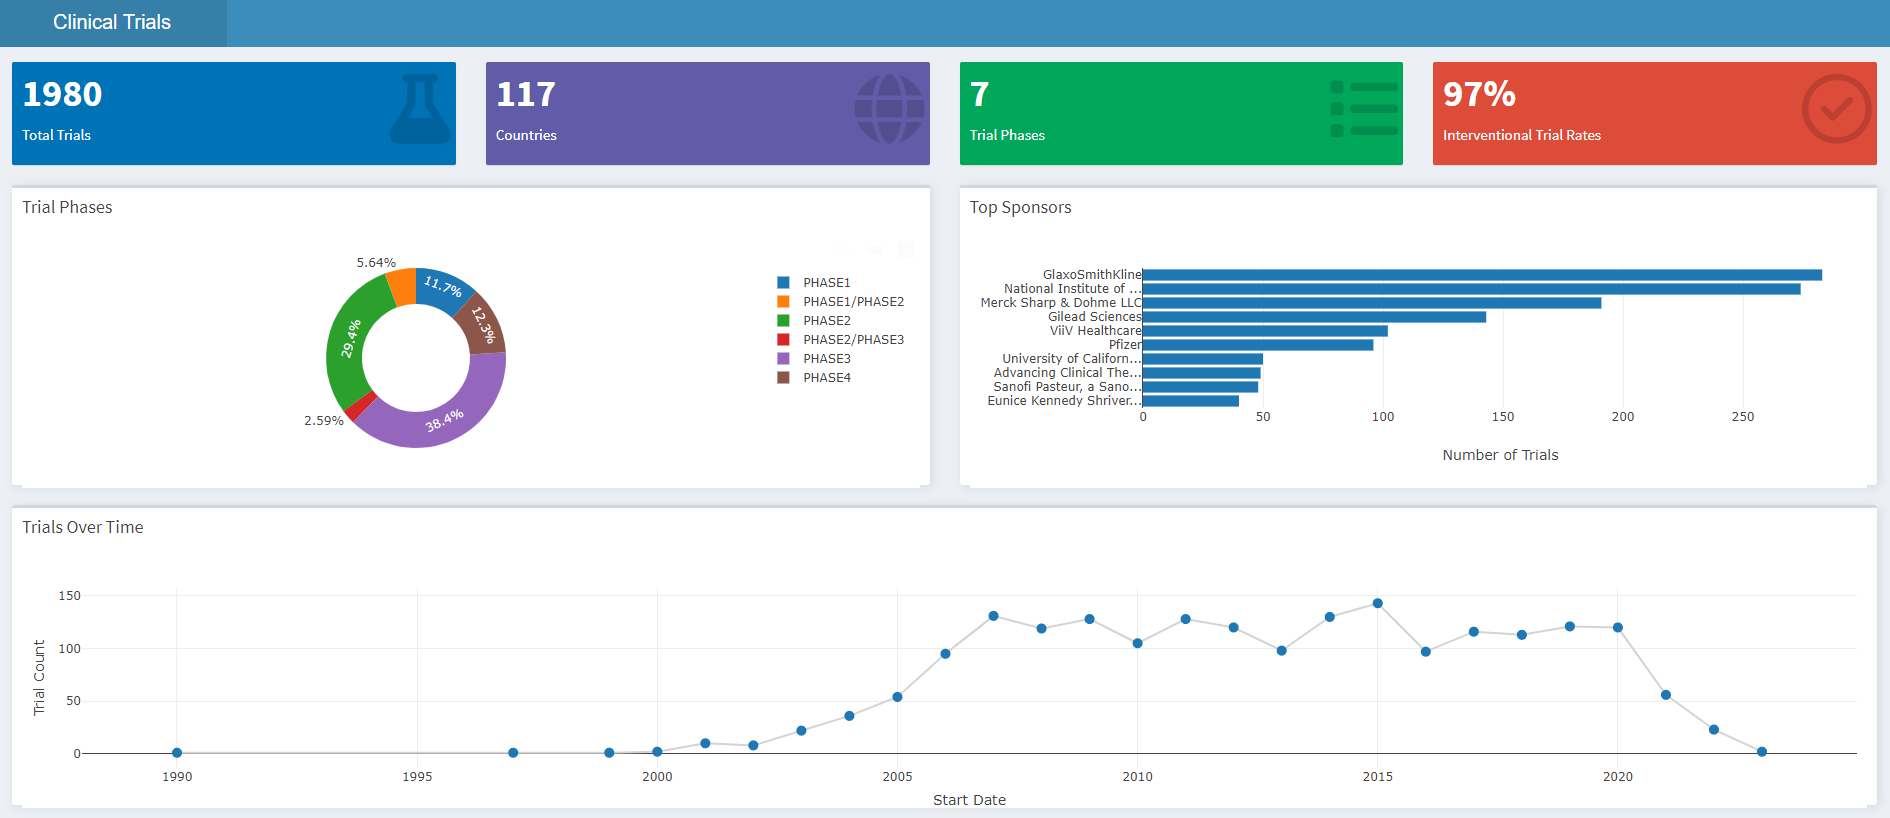 Clinical Trials
1980
Total Trials
117
Countries
7
Trial Phases
97%
Interventional Trial Rates
Trial Phases
5.64%
11.7%
12.3%
29.4%
2.59%
38.4%
PHASE1
PHASE1/PHASE2
PHASE2
PHASE2/PHASE3
PHASE3
PHASE4
Top Sponsors
GlaxoSmithKline
National Institute of ...
Merck Sharp & Dohme LLC
Gilead Sciences
ViiV Healthcare
Pfizer
University of Californ...
Advancing Clinical The...
Sanofi Pasteur, a Sano...
Eunice Kennedy Shriver...
0 50 100 150 200 250
Number of Trials
Trials Over Time
150
100
50
0
Trial Count
1990 1995 2000 2005 2010 2015 2020
Start Date